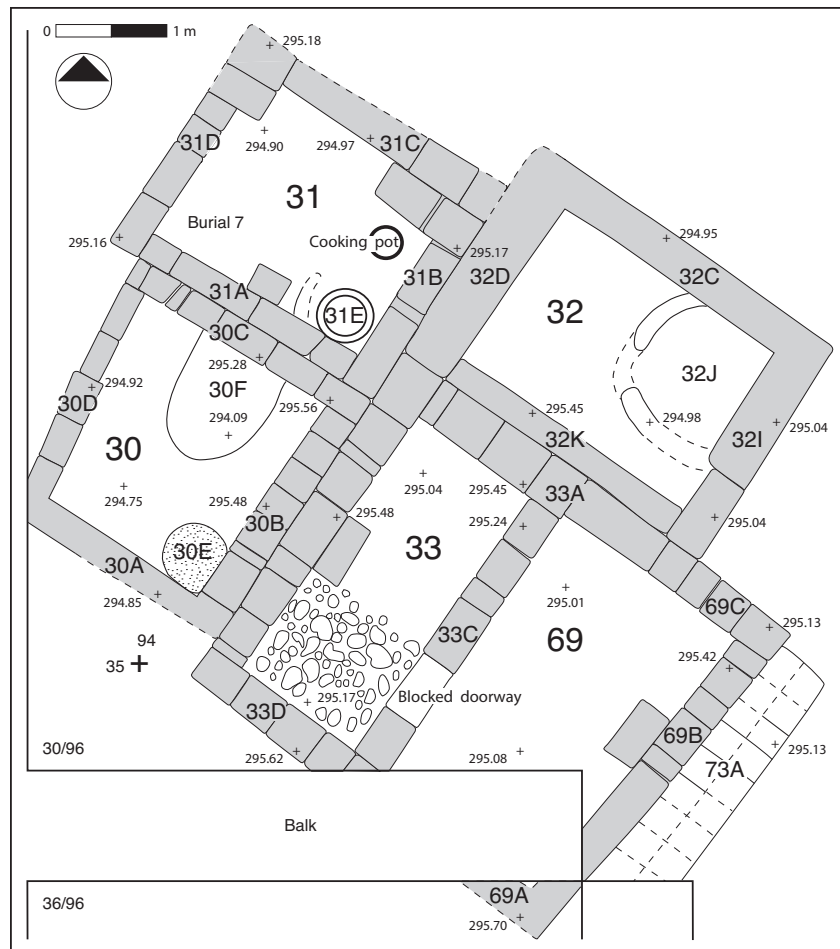 0 1 m
295.18
31D
294.90
294.97
31C
31
Burial 7
295.16
Cooking pot
295.17
31B
32D
294.95
32C
31A
31E
32
30C
295.28
30F
294.92
30D
294.09
295.56
32J
294.98
295.45
32K
32I
295.04
30
294.75
295.48
30B
295.48
295.04
295.45
33A
295.24
33
295.04
30E
30A
294.85
295.01
69
69C
295.13
33C
295.42
94
35
295.17
Blocked doorway
33D
295.62
295.08
69B
295.13
73A
30/96
Balk
36/96
69A
295.70